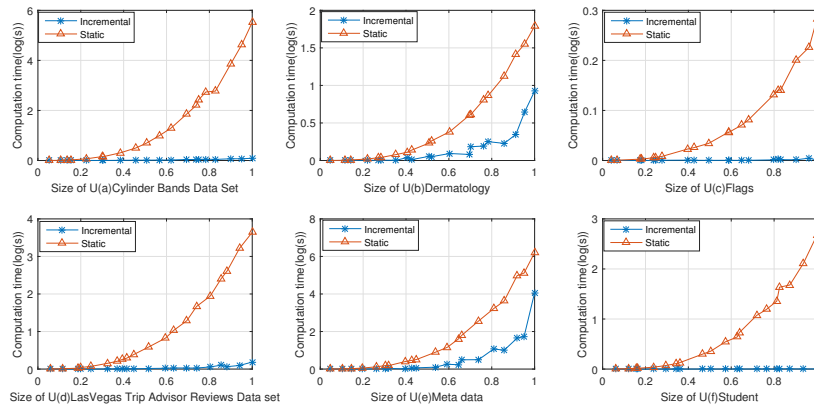 Incremental
Static
Computation time(log(s))
0 2 4 6
0 0.2 0.4 0.6 0.8 1
Size of U(a)Cylinder Bands Data Set
Incremental
Static
Computation time(log(s))
0 0.5 1 1.5 2
0 0.2 0.4 0.6 0.8 1
Size of U(b)Dermatology
Incremental
Static
Computation time(log(s))
0 0.1 0.2 0.3
0 0.2 0.4 0.6 0.8
Size of U(c)Flags
Incremental
Static
Computation time(log(s))
0 1 2 3 4
0 0.2 0.4 0.6 0.8 1
Size of U(d)LasVegas Trip Advisor Reviews Data set
Incremental
Static
Computation time(log(s))
0 2 4 6 8
0 0.2 0.4 0.6 0.8 1
Size of U(e)Meta data
Incremental
Static
Computation time(log(s))
0 1 2 3
0 0.2 0.4 0.6 0.8
Size of U(f)Student